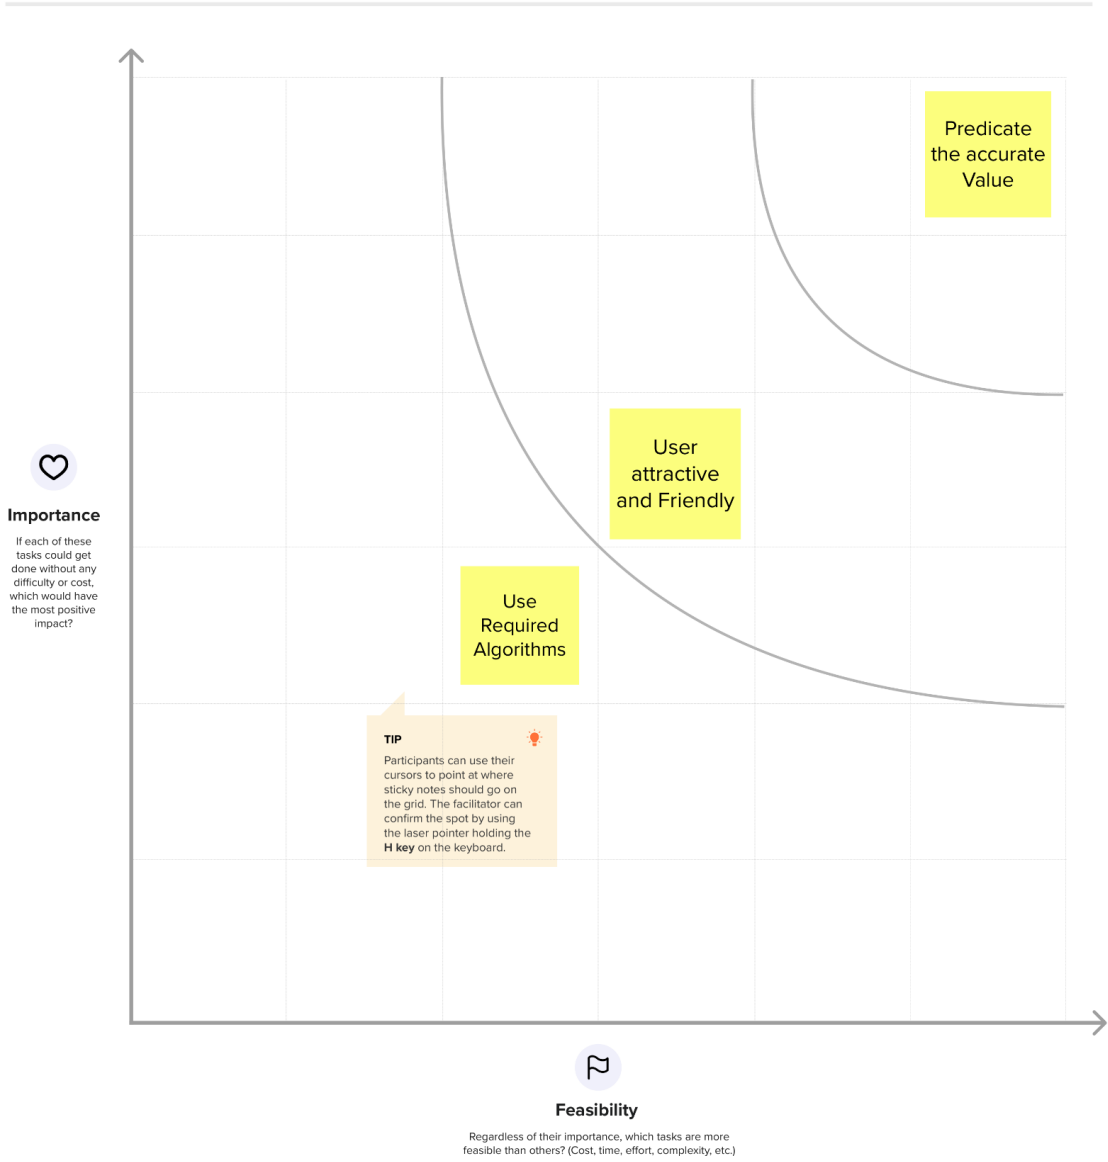 Predicate
the accurate
Value
User
attractive
and Friendly
Importance
If each of these
tasks could get
done without any
difficulty or cost,
which would have
the most positive
impact?
Use
Required
Algorithms
TIP
Participants can use their
cursors to point at where
sticky notes should go on
the grid. The facilitator can
confirm the spot by using
the laser pointer holding the
H key on the keyboard.
Feasibility
Regardless of their importance, which tasks are more
feasible than others? (Cost, time, effort, complexity, etc.)